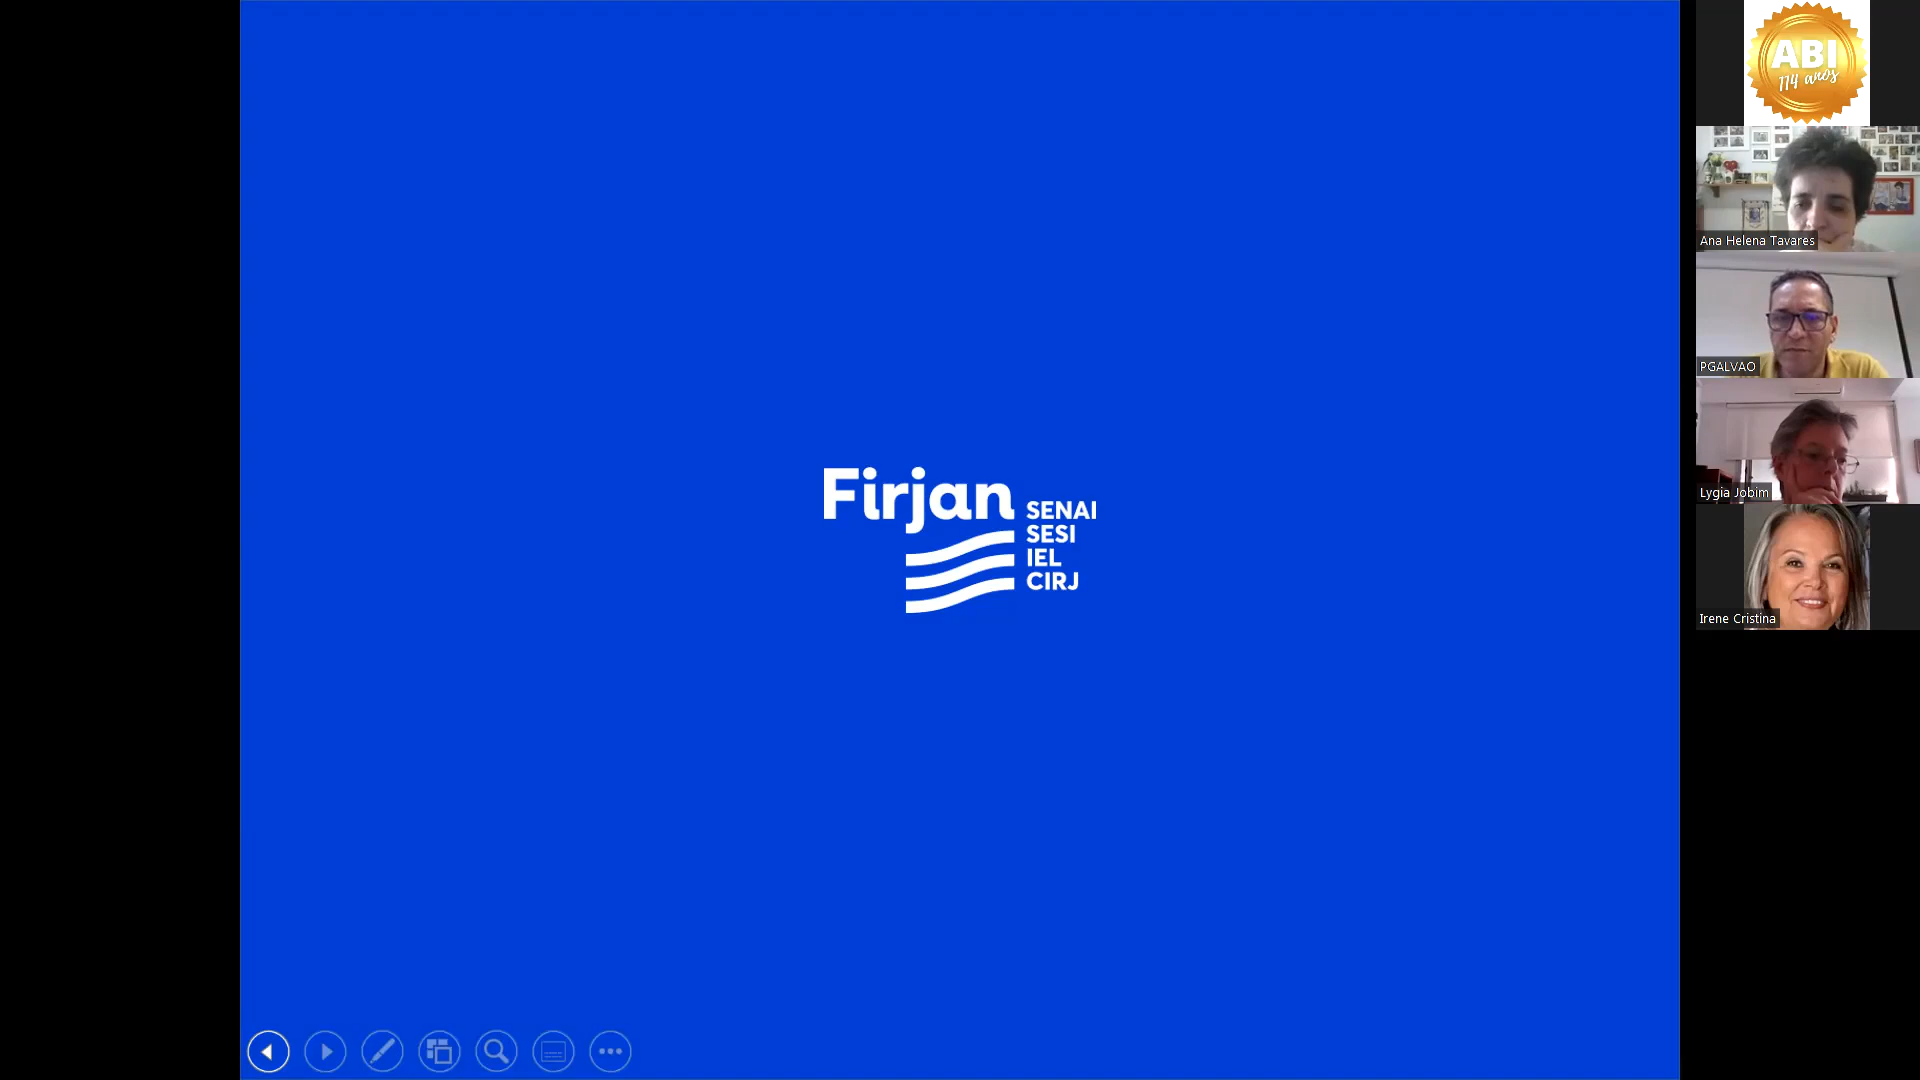 Firjan
SENAI
SESI
IEL
CIRJ
ABI
114 anos
Ana Helena Tavares
PGALVAO
Lygia Jobim
Irene Cristina